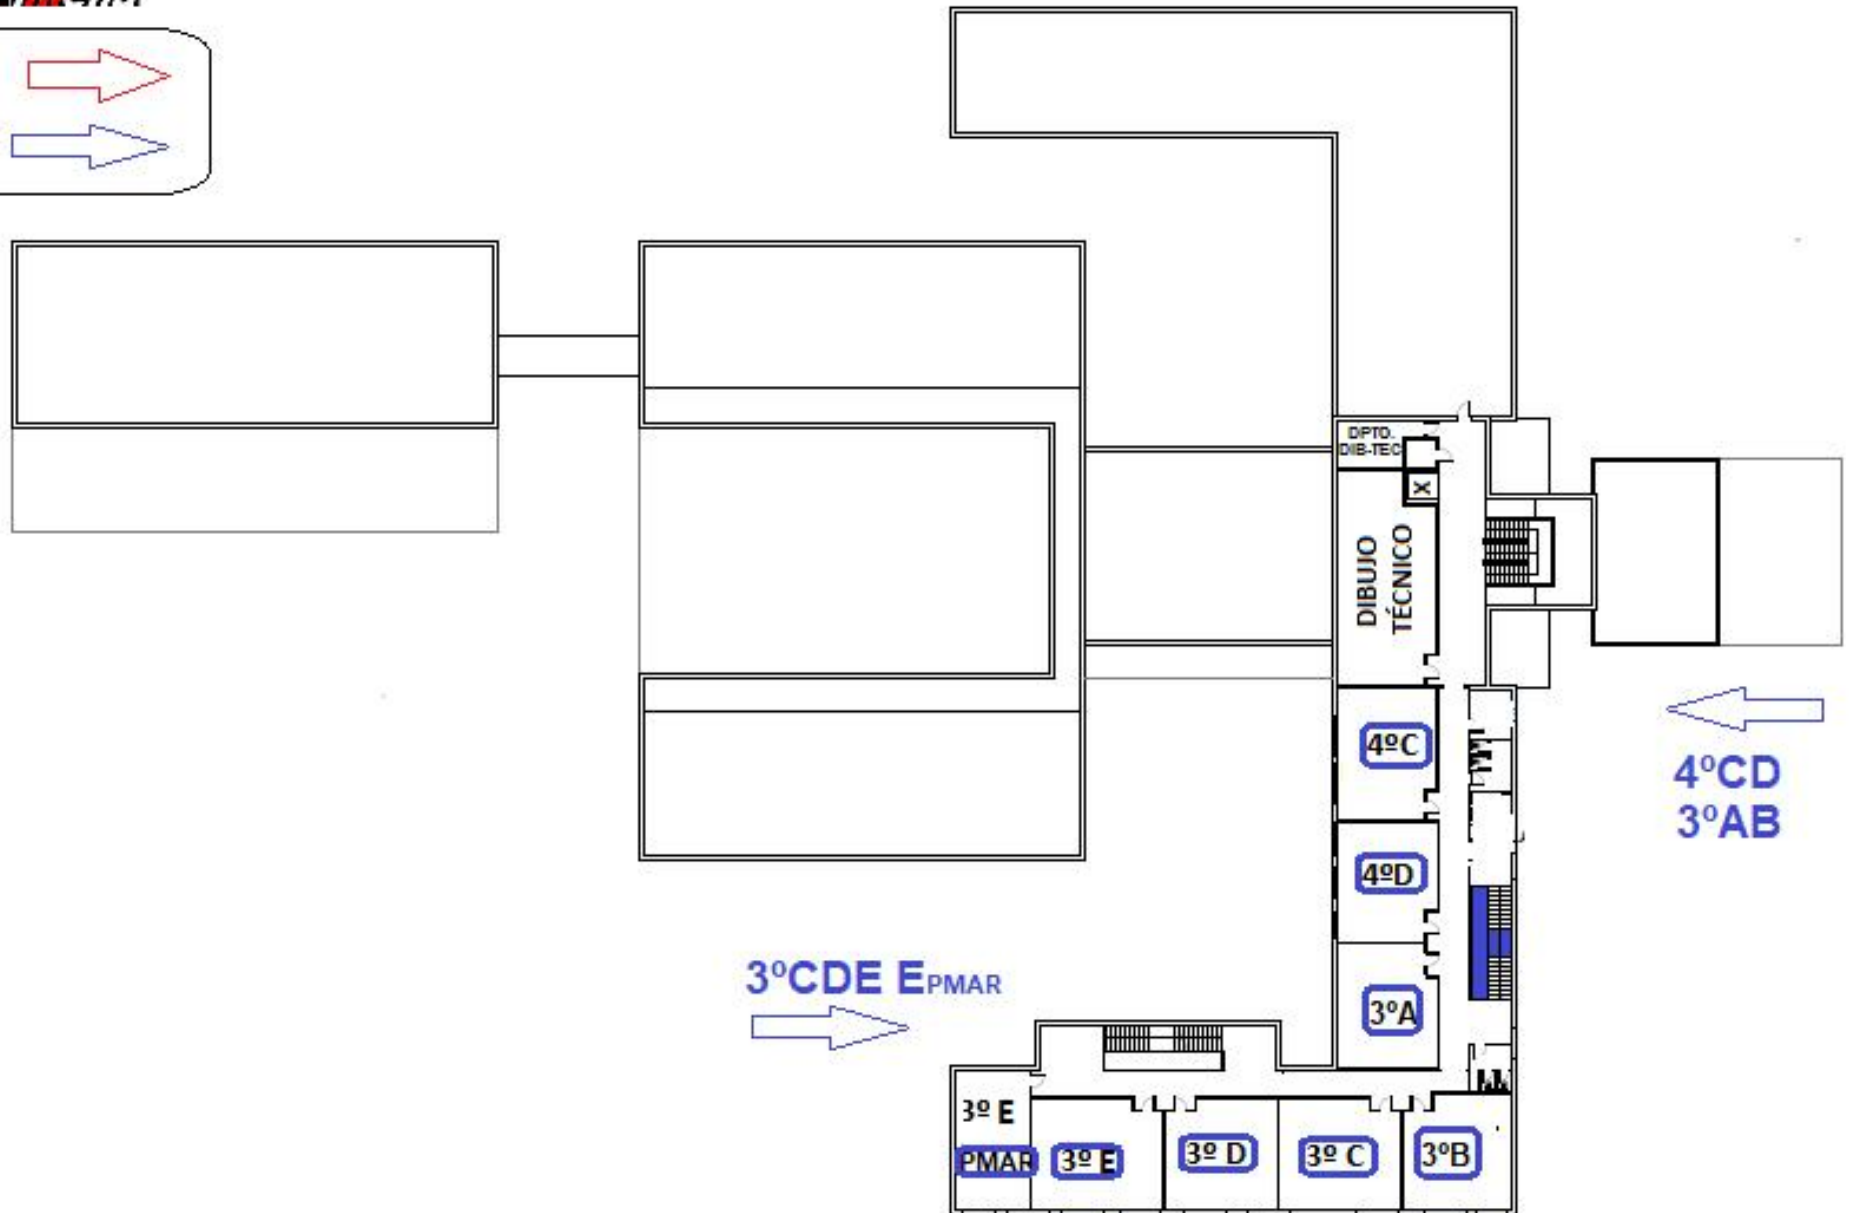 DPTO.
DIB-TEC
X
DIBUJO
TÉCNICO
4ºC
4ºCD
3ºAB
4ºD
3ºCDE EPMAR
3ºA
3º E
PMAR
3º E
3º D
3º C
3ºB